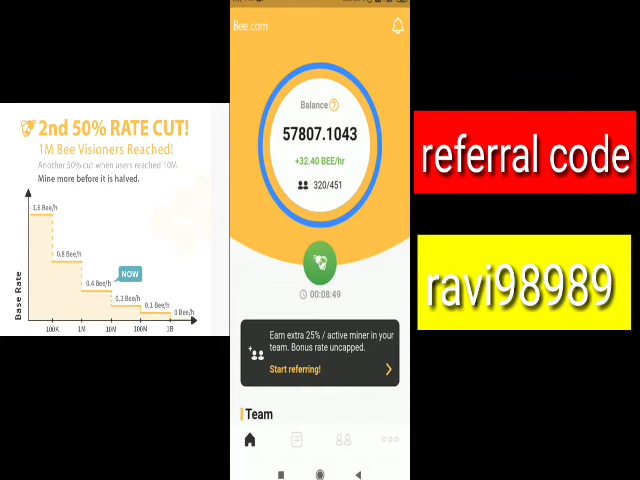 2nd 50% RATE CUT!
1M Bee Visioners Reached!
Another 50% cut when users reached 10M.
Mine more before it is halved.
1.6 Bee/h
0.8 Bee/h
NOW
0.4 Bee/h
0.2 Bee/h
0.1 Bee/h
0 Bee/h
Base Rate
100K 1M 10M 100M 1B
Bee.com
Balance ?
57807.1043
+32.40 BEE/hr
320/451
00:08:49
Earn extra 25% / active miner in your
team. Bonus rate uncapped.
Start referring!
Team
referral code
ravi98989